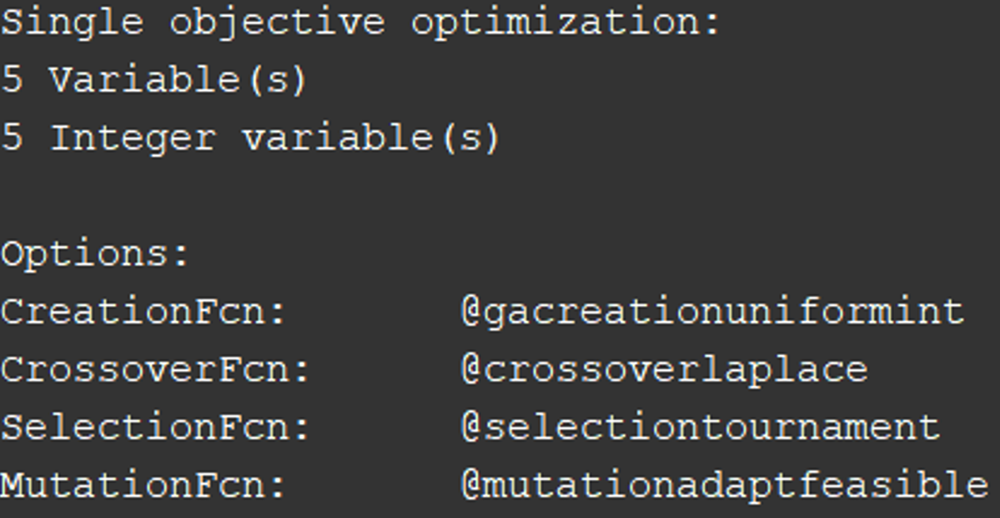 Single objective optimization:
5 Variable(s)
5 Integer variable(s)
Options:
CreationFcn: @gacreationuniformint
CrossoverFcn: @crossoverlaplace
SelectionFcn: @selectiontournament
MutationFcn: @mutationadaptfeasible